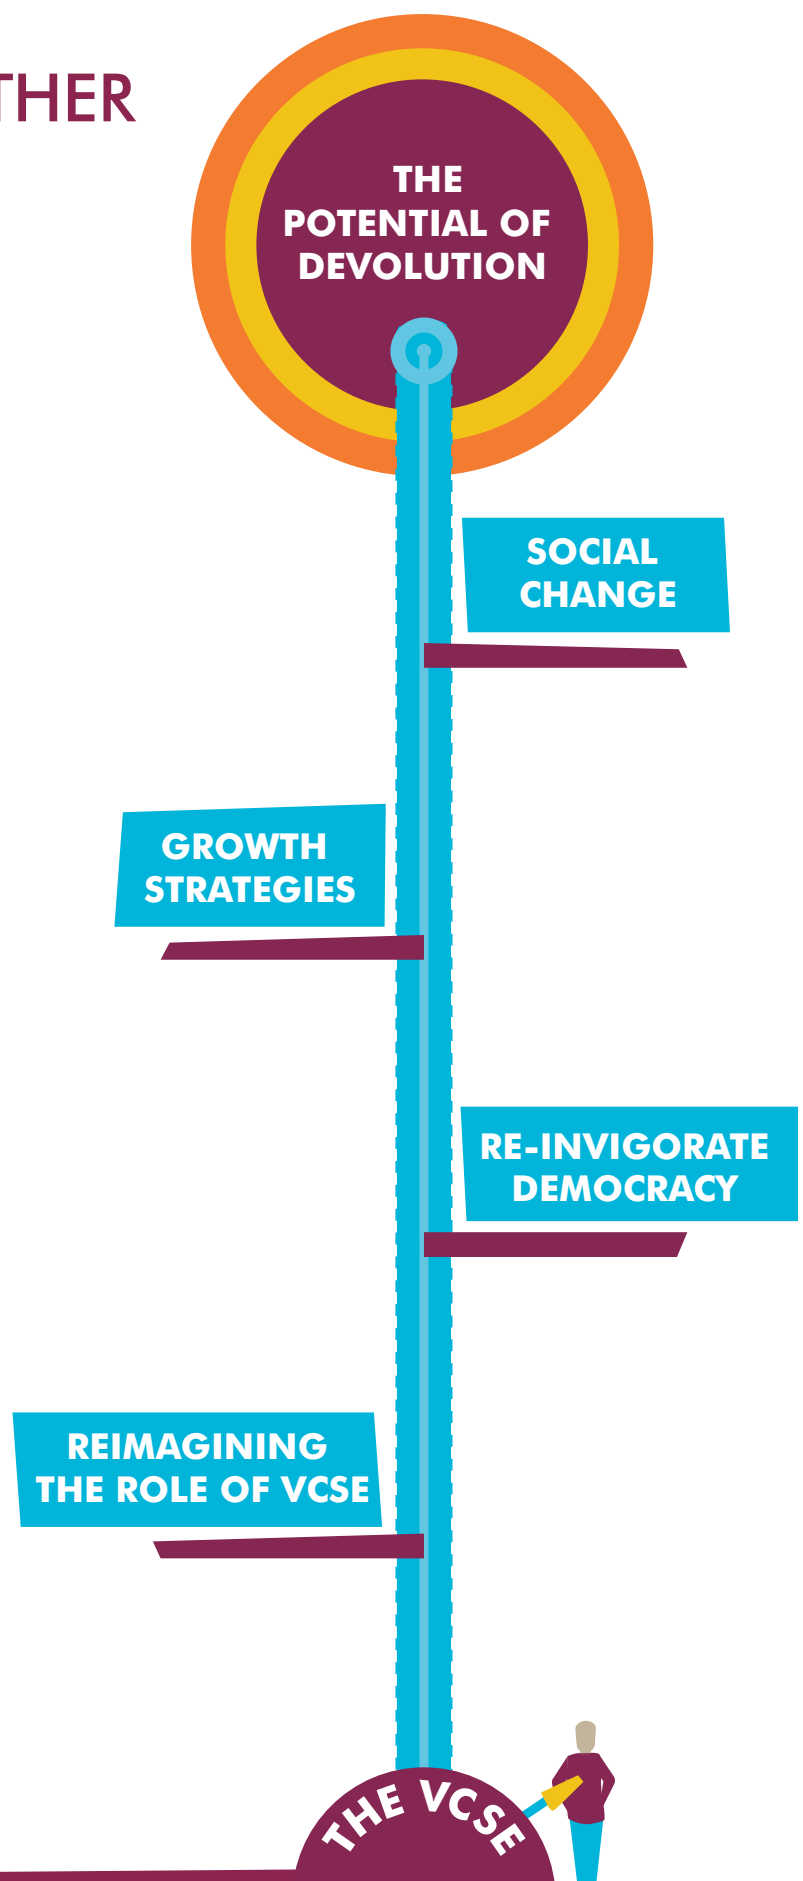 THER
THE
POTENTIAL OF
DEVOLUTION
SOCIAL
CHANGE
GROWTH
STRATEGIES
RE-INVIGORATE
DEMOCRACY
REIMAGINING
THE ROLE OF VCSE
THE VCSE